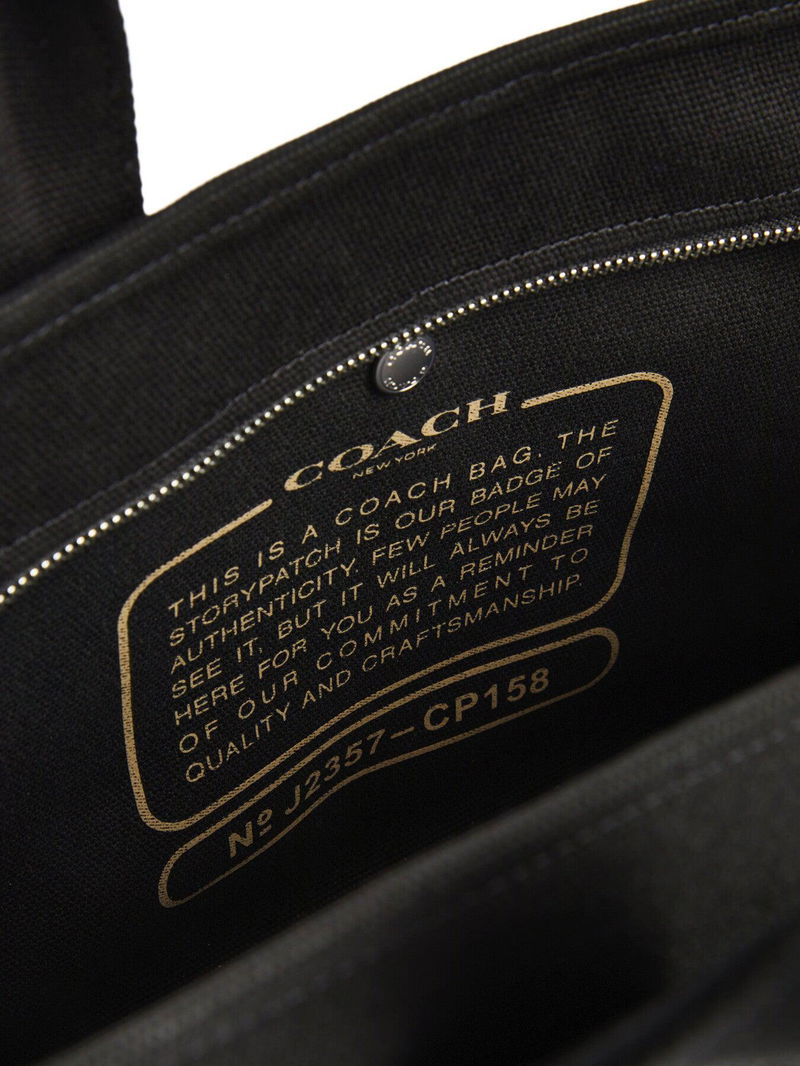 COACH
NEW YORK
THIS IS A COACH BAG. THE
STORYPATCH IS OUR BADGE OF
AUTHENTICITY. FEW PEOPLE MAY
SEE IT, BUT IT WILL ALWAYS BE
HERE FOR YOU AS A REMINDER
OF OUR COMMITMENT TO
QUALITY AND CRAFTSMANSHIP.
Nº J2357-CP158